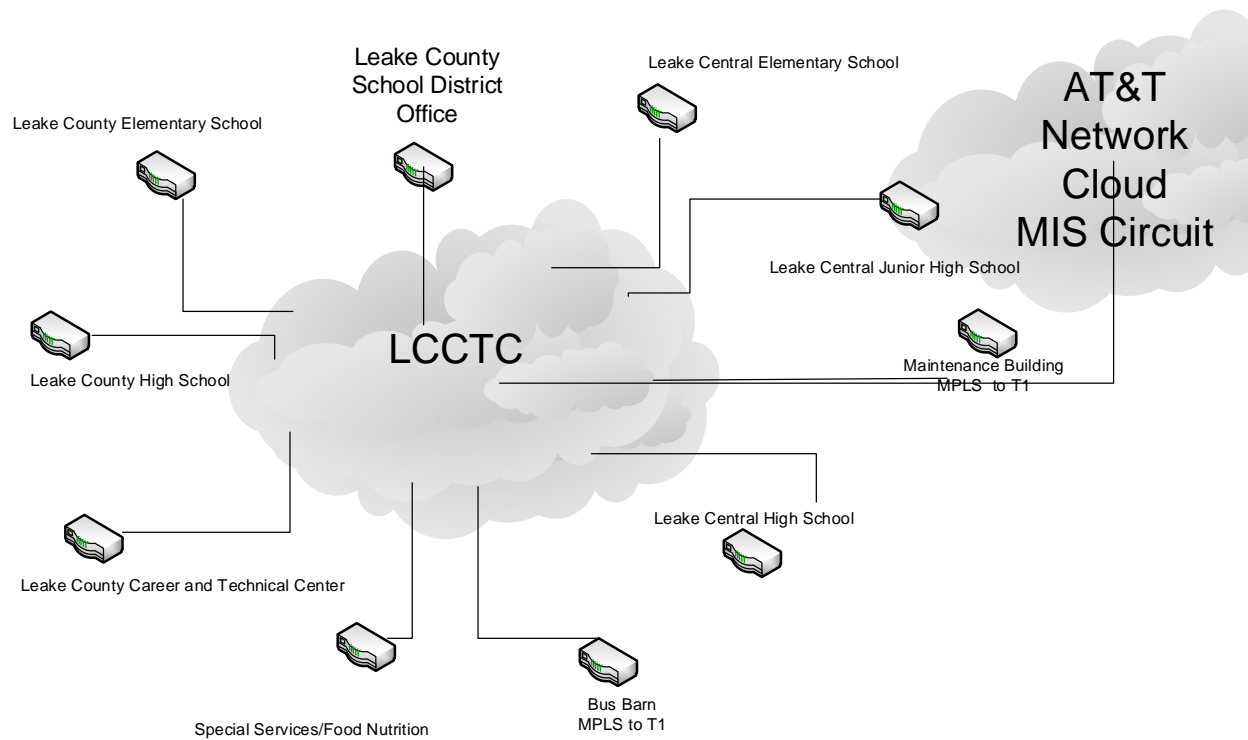 Leake County
School District
Office
Leake Central Elementary School
AT&T
Network
Cloud
MIS Circuit
Leake County Elementary School
Leake Central Junior High School
LCCTC
Maintenance Building
MPLS to T1
Leake County High School
Leake Central High School
Leake County Career and Technical Center
Bus Barn
MPLS to T1
Special Services/Food Nutrition